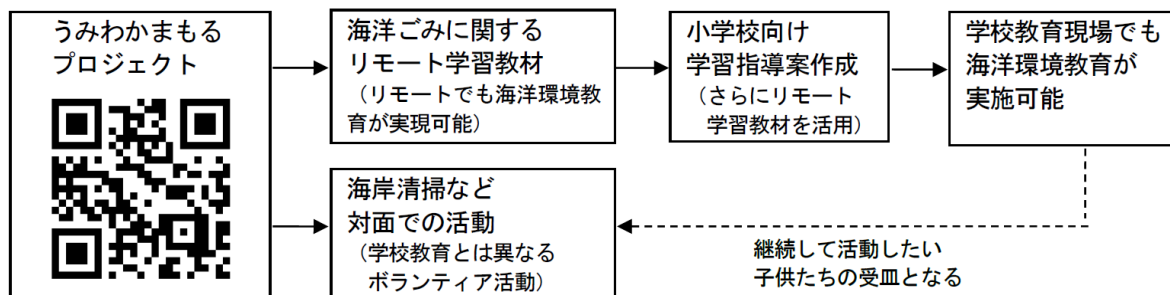 うみわかまもる
プロジェクト
海洋ごみに関する
リモート学習教材
（リモートでも海洋環境教
育が実現可能）
小学校向け
学習指導案作成
（さらにリモート
学習教材を活用）
学校教育現場でも
海洋環境教育が
実施可能
海岸清掃など
対面での活動
（学校教育とは異なる
ボランティア活動）
継続して活動したい
子供たちの受皿となる